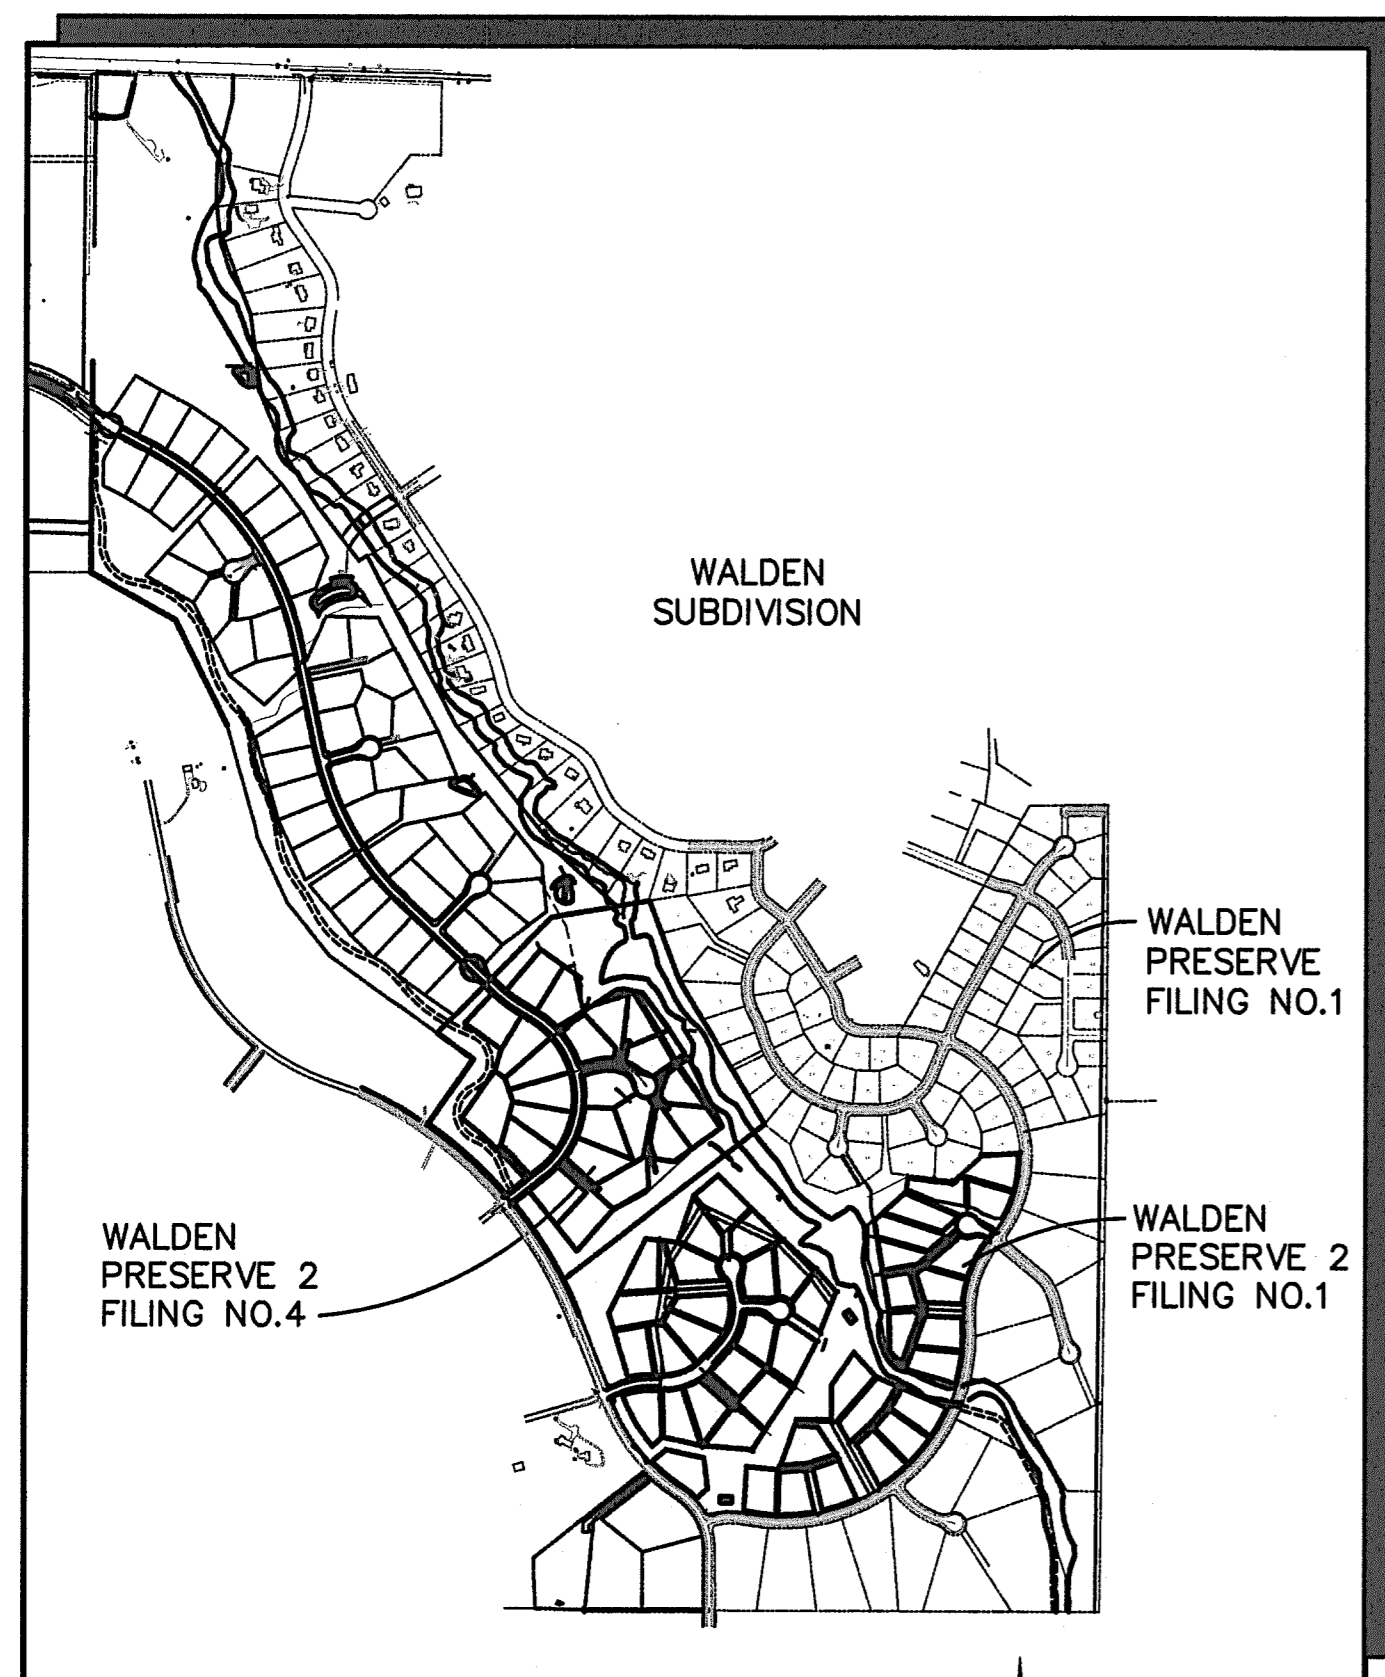 WALDEN
SUBDIVISION
WALDEN
PRESERVE
FILING NO.1
WALDEN
PRESERVE 2
FILING NO.1
WALDEN
PRESERVE 2
FILING NO.4